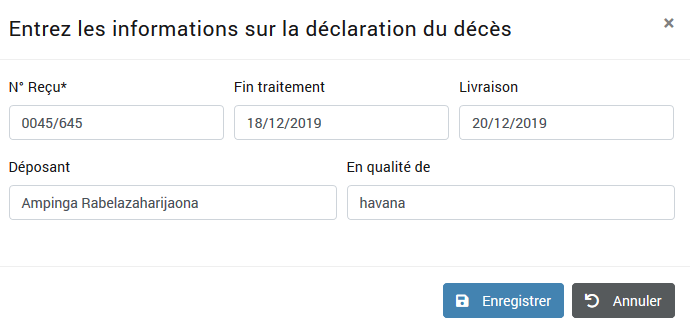 Entrez les informations sur la déclaration du décès ×
N° Reçu* Fin traitement Livraison
0045/645 18/12/2019 20/12/2019
Déposant En qualité de
Ampinga Rabelazaharijaona havana
Enregistrer Annuler